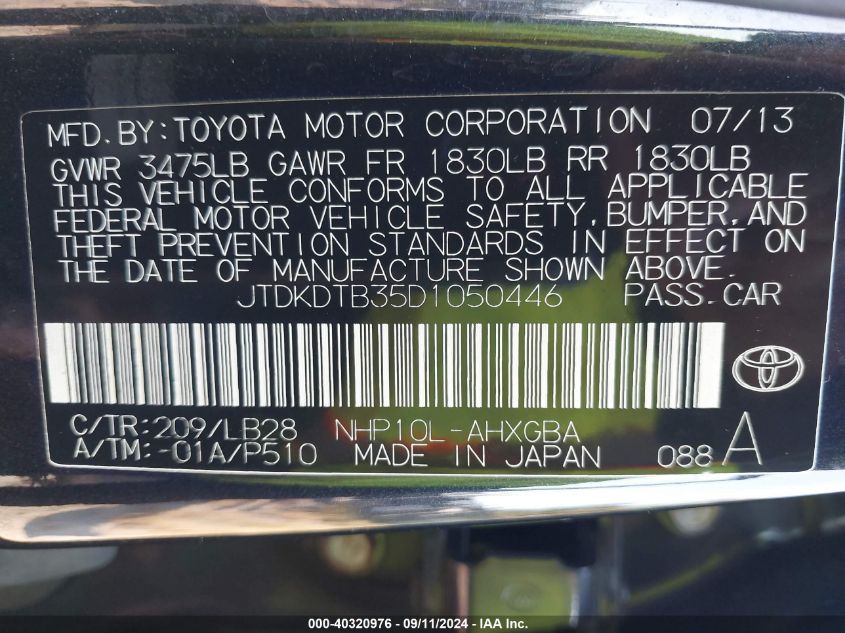 MFD. BY: TOYOTA MOTOR CORPORATION 07/13
GVWR 3475LB GAWR FR 1830LB RR 1830LB
THIS VEHICLE CONFORMS TO ALL APPLICABLE
FEDERAL MOTOR VEHICLE SAFETY, BUMPER, AND
THEFT PREVENTION STANDARDS IN EFFECT ON
THE DATE OF MANUFACTURE SHOWN ABOVE.
JTDKDTB35D1050446 PASS. CAR
C/TR: 209/LB28 NHP10L-AHXGBA
A/TM: -01A/P510 MADE IN JAPAN 088 A
000-40320976 - 09/11/2024 - IAA Inc.